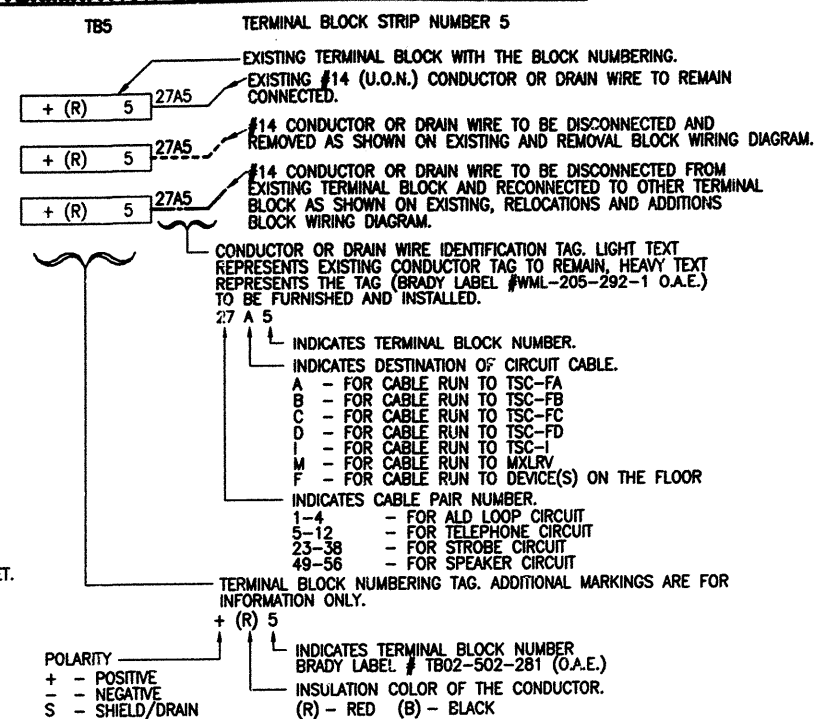 TB5 TERMINAL BLOCK STRIP NUMBER 5
EXISTING TERMINAL BLOCK WITH THE BLOCK NUMBERING.
EXISTING #14 (U.O.N.) CONDUCTOR OR DRAIN WIRE TO REMAIN
CONNECTED.
+ (R) 5 27A5
#14 CONDUCTOR OR DRAIN WIRE TO BE DISCONNECTED AND
REMOVED AS SHOWN ON EXISTING AND REMOVAL BLOCK WIRING DIAGRAM.
+ (R) 5 27A5
#14 CONDUCTOR OR DRAIN WIRE TO BE DISCONNECTED FROM
EXISTING TERMINAL BLOCK AND RECONNECTED TO OTHER TERMINAL
BLOCK AS SHOWN ON EXISTING, RELOCATIONS AND ADDITIONS
BLOCK WIRING DIAGRAM.
+ (R) 5 27A5
CONDUCTOR OR DRAIN WIRE IDENTIFICATION TAG. LIGHT TEXT
REPRESENTS EXISTING CONDUCTOR TAG TO REMAIN, HEAVY TEXT
REPRESENTS THE TAG (BRADY LABEL #WML-205-292-1 O.A.E.)
TO BE FURNISHED AND INSTALLED.
27 A 5
INDICATES TERMINAL BLOCK NUMBER.
INDICATES DESTINATION OF CIRCUIT CABLE.
A - FOR CABLE RUN TO TSC-FA
B - FOR CABLE RUN TO TSC-FB
C - FOR CABLE RUN TO TSC-FC
D - FOR CABLE RUN TO TSC-FD
I - FOR CABLE RUN TO TSC-I
M - FOR CABLE RUN TO MXLRV
F - FOR CABLE RUN TO DEVICE(S) ON THE FLOOR
INDICATES CABLE PAIR NUMBER.
1-4 - FOR ALD LOOP CIRCUIT
5-12 - FOR TELEPHONE CIRCUIT
23-38 - FOR STROBE CIRCUIT
49-56 - FOR SPEAKER CIRCUIT
ET.
TERMINAL BLOCK NUMBERING TAG. ADDITIONAL MARKINGS ARE FOR
INFORMATION ONLY.
+ (R) 5
INDICATES TERMINAL BLOCK NUMBER
BRADY LABEL # TB02-502-281 (O.A.E.)
INSULATION COLOR OF THE CONDUCTOR.
(R) - RED (B) - BLACK
POLARITY
+ - POSITIVE
- - NEGATIVE
S - SHIELD/DRAIN